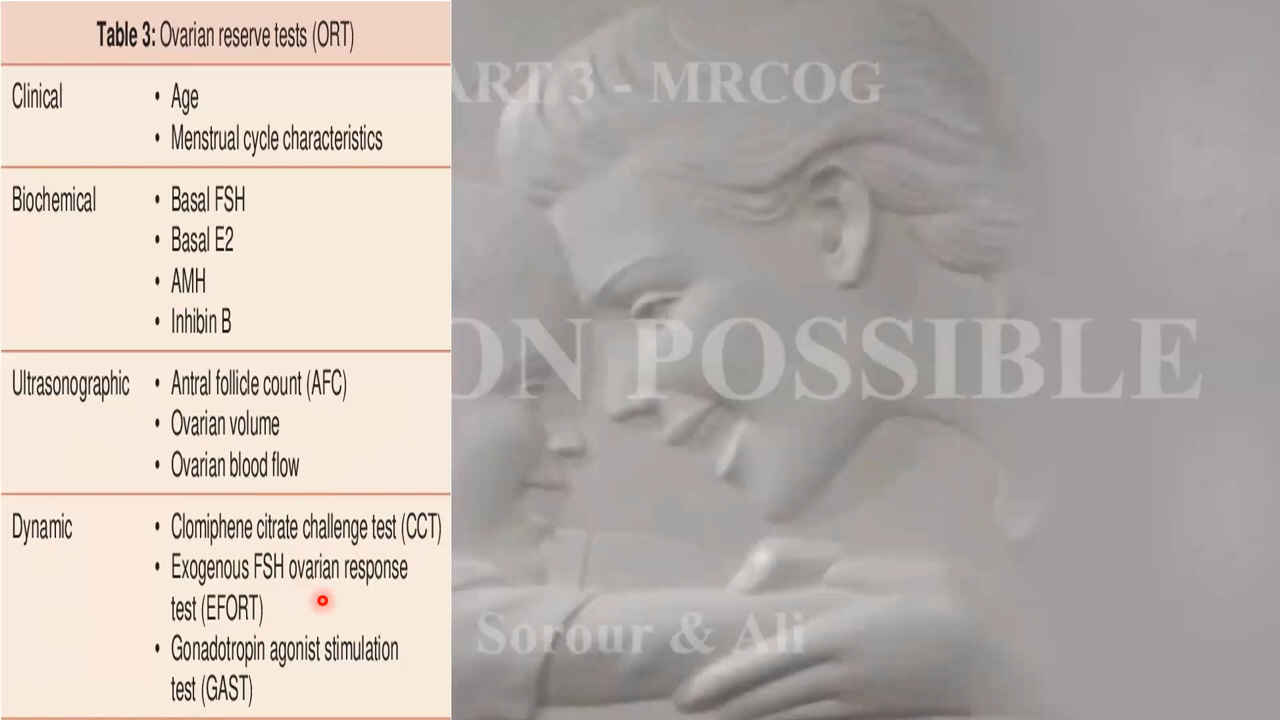 Table 3: Ovarian reserve tests (ORT)
Clinical
• Age
• Menstrual cycle characteristics
Biochemical
• Basal FSH
• Basal E2
• AMH
• Inhibin B
Ultrasonographic
• Antral follicle count (AFC)
• Ovarian volume
• Ovarian blood flow
Dynamic
• Clomiphene citrate challenge test (CCT)
• Exogenous FSH ovarian response
test (EFORT)
• Gonadotropin agonist stimulation
test (GAST)
ART 3 - MRCOG
ON POSSIBLE
Sorour & Ali